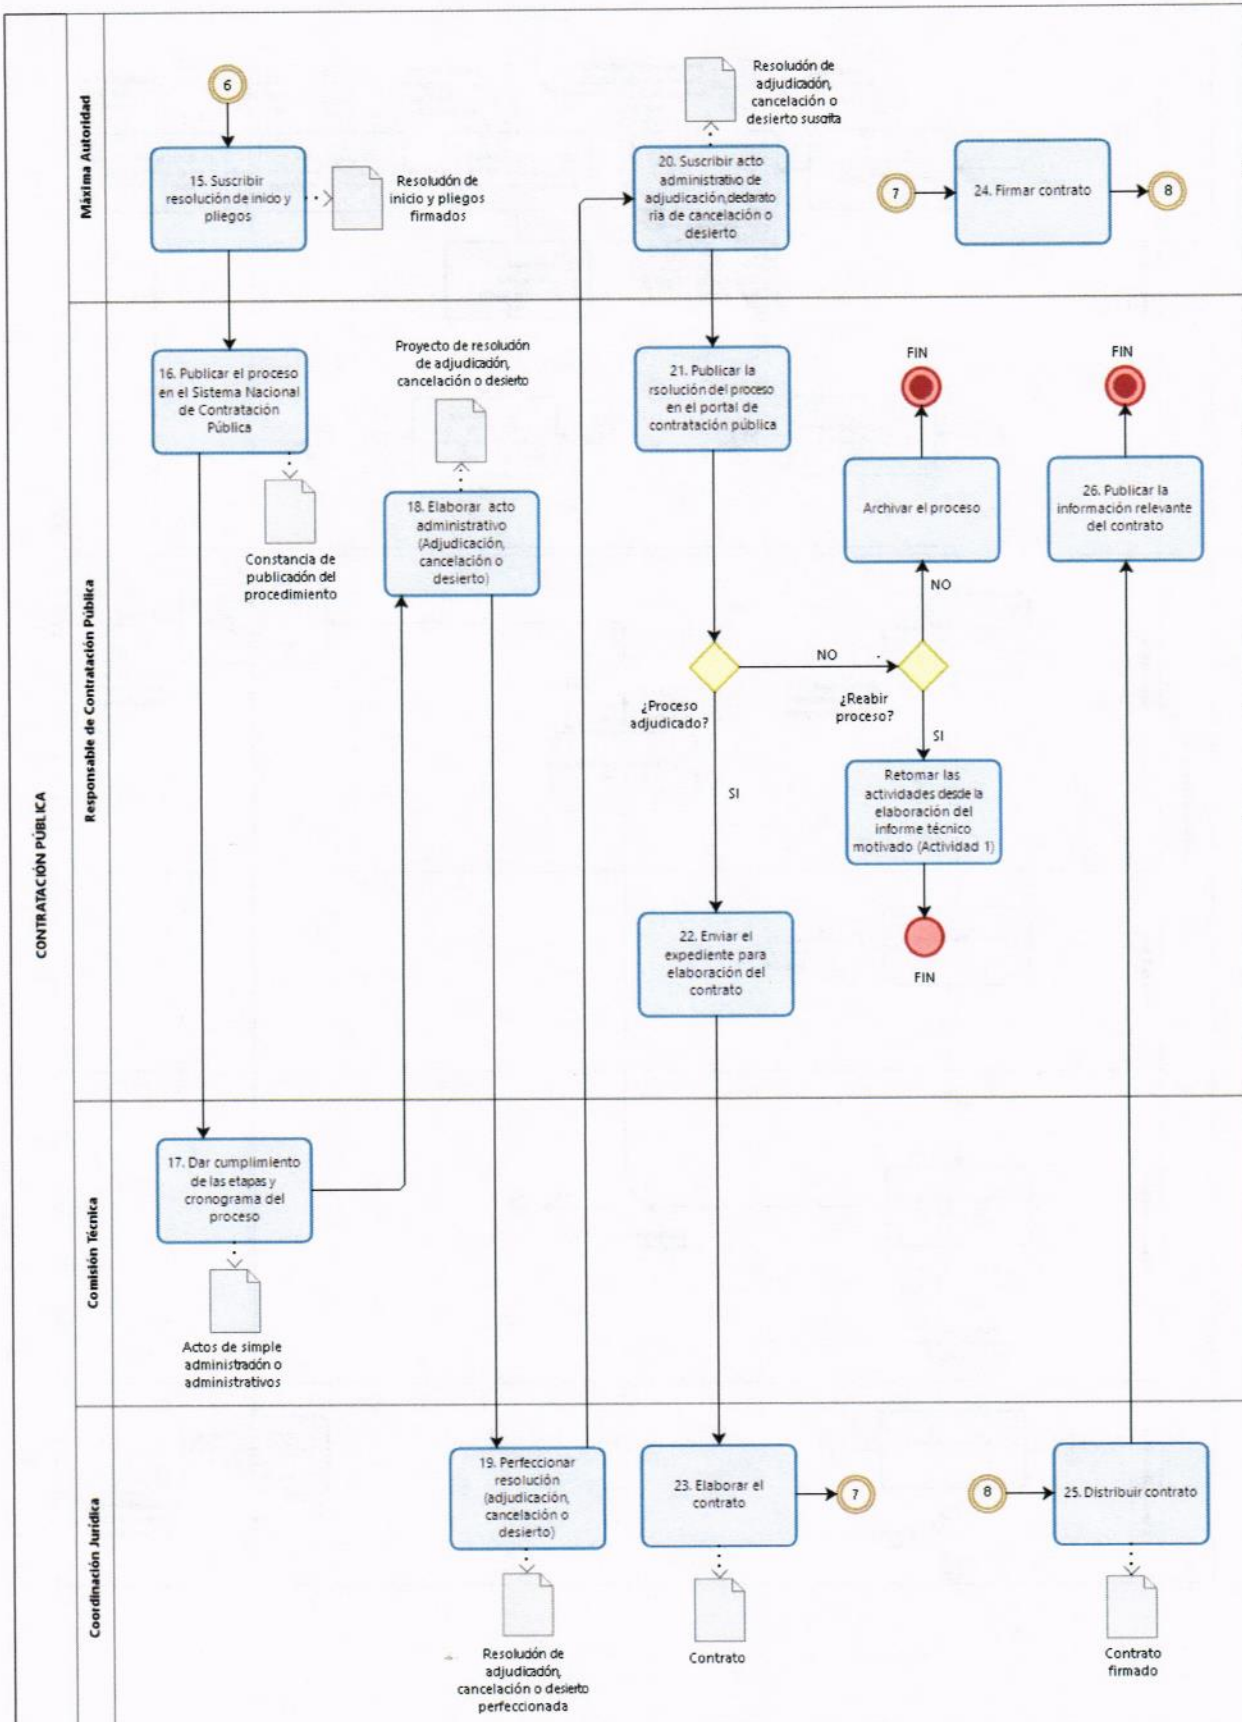 CONTRATACIÓN PÚBLICA
Máxima Autoridad
6
15. Suscribir
resolución de inicio y
pliegos
Resolución de
inicio y pliegos
firmados
Resolución de
adjudicación,
cancelación o
desierto suscrita
20. Suscribir acto
administrativo de
adjudicación,declarato
ria de cancelación o
desierto
7
24. Firmar contrato
8
Responsable de Contratación Pública
16. Publicar el proceso
en el Sistema Nacional
de Contratación
Pública
Constancia de
publicación del
procedimiento
Proyecto de resolución
de adjudicación,
cancelación o desierto
18. Elaborar acto
administrativo
(Adjudicación,
cancelación o
desierto)
21. Publicar la
rsolución del proceso
en el portal de
contratación pública
¿Proceso
adjudicado?
NO
SI
¿Reabir
proceso?
NO
SI
Archivar el proceso
FIN
Retomar las
actividades desde la
elaboración del
informe técnico
motivado (Actividad 1)
FIN
22. Enviar el
expediente para
elaboración del
contrato
FIN
26. Publicar la
información relevante
del contrato
Comisión Técnica
17. Dar cumplimiento
de las etapas y
cronograma del
proceso
Actos de simple
administración o
administrativos
Coordinación Jurídica
19. Perfeccionar
resolución
(adjudicación,
cancelación o
desierto)
Resolución de
adjudicación,
cancelación o desierto
perfeccionada
23. Elaborar el
contrato
7
Contrato
8
25. Distribuir contrato
Contrato
firmado